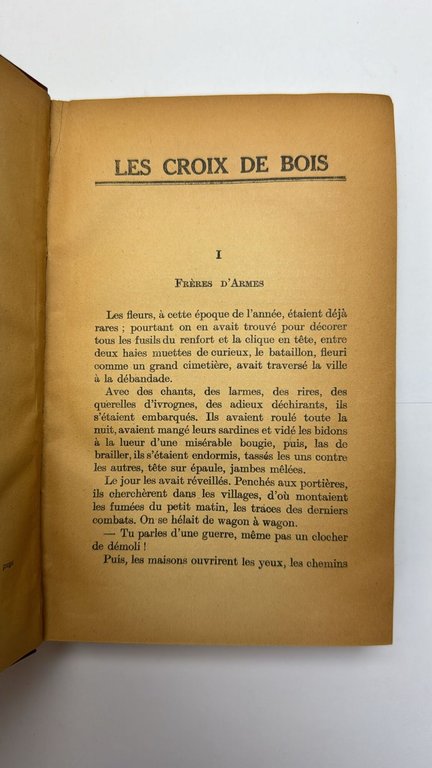 LES CROIX DE BOIS
I
FRÈRES D'ARMES
Les fleurs, à cette époque de l'année, étaient déjà
rares ; pourtant on en avait trouvé pour décorer
tous les fusils du renfort et la clique en tête, entre
deux haies muettes de curieux, le bataillon, fleuri
comme un grand cimetière, avait traversé la ville
à la débandade.
Avec des chants, des larmes, des rires, des
querelles d'ivrognes, des adieux déchirants, ils
s'étaient embarqués. Ils avaient roulé toute la
nuit, avaient mangé leurs sardines et vidé les bidons
à la lueur d'une misérable bougie, puis, las de
brailler, ils s'étaient endormis, tassés les uns contre
les autres, tête sur épaule, jambes mêlées.
Le jour les avait réveillés. Penchés aux portières,
ils cherchèrent dans les villages, d'où montaient
les fumées du petit matin, les traces des derniers
combats. On se hélait de wagon à wagon.
— Tu parles d'une guerre, même pas un clocher
de démoli !
Puis, les maisons ouvrirent les yeux, les chemins